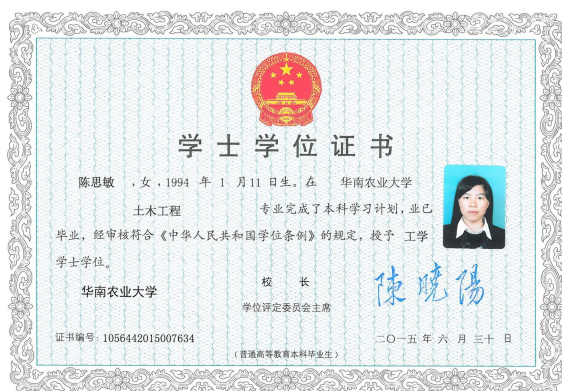 学士学位证书
陈思敏 ，女，1994 年 1 月11 日生。在 华南农业大学
土木工程 专业完成了本科学习计划，业已
毕业，经审核符合《中华人民共和国学位条例》的规定，授予 工学
学士学位。
华南农业大学
校 长
学位评定委员会主席
陳曉陽
证书编号：1056442015007634
二〇一五 年 六 月 三十 日
（普通高等教育本科毕业生）